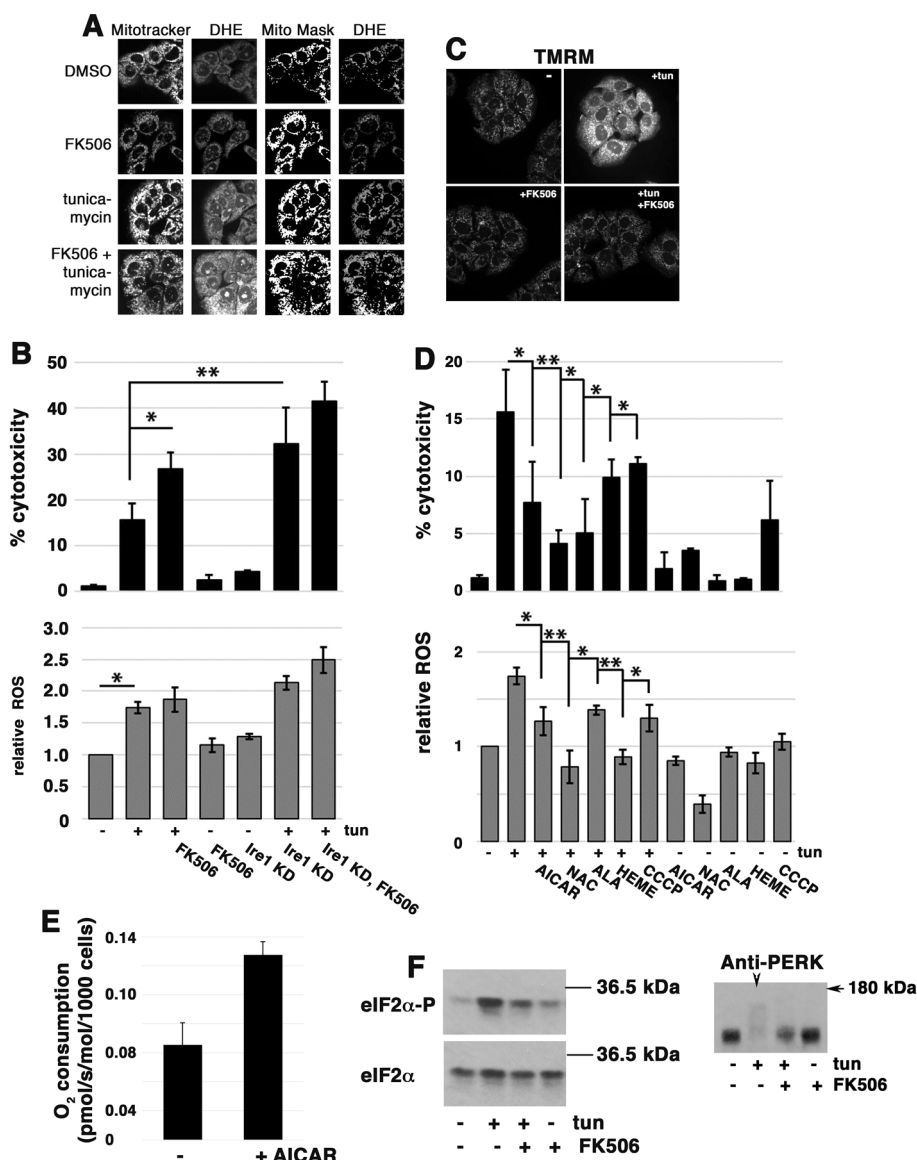 A
Mitotracker DHE Mito Mask DHE
DMSO
FK506
tunica-
mycin
FK506 +
tunica-
mycin
C
TMRM
-
+tun
+FK506
+tun
+FK506
B
% cytotoxicity
50
40
30
20
10
0
**
*
relative ROS
3.0
2.5
2.0
1.5
1.0
0.5
0
*
- + + - - + + tun
FK506
FK506
Ire1 KD
Ire1 KD
Ire1 KD, FK506
D
% cytotoxicity
20
15
10
5
0
* ** * * *
relative ROS
2
1
0
* ** * ** *
- + + + + + + - - - - - tun
AICAR
NAC
ALA
HEME
CCCP
AICAR
NAC
ALA
HEME
CCCP
E
O2 consumption
(pmol/s/mol/1000 cells)
0.14
0.10
0.08
0.04
0
- + AICAR
F
eIF2α-P
36.5 kDa
eIF2α
36.5 kDa
- + + - tun
- - + + FK506
Anti-PERK
180 kDa
- + + - tun
- - + + FK506